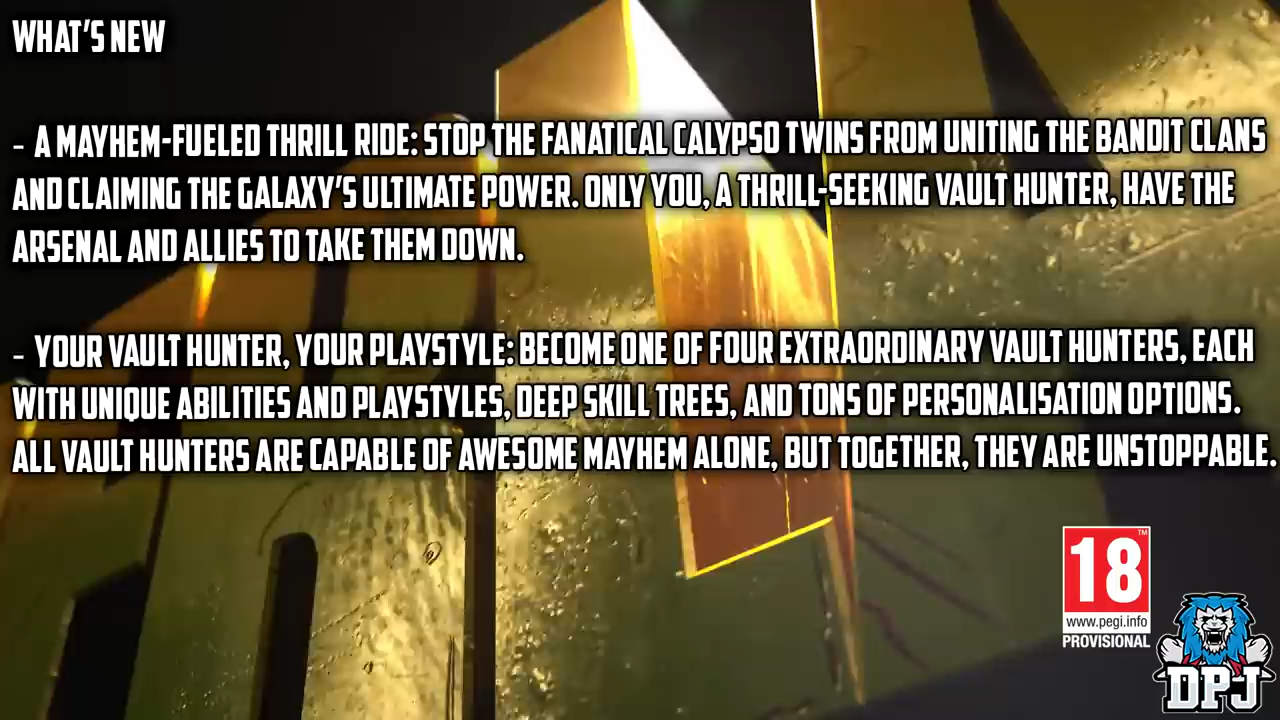 WHAT'S NEW
- A MAYHEM-FUELED THRILL RIDE: STOP THE FANATICAL CALYPSO TWINS FROM UNITING THE BANDIT CLANS
AND CLAIMING THE GALAXY'S ULTIMATE POWER. ONLY YOU, A THRILL-SEEKING VAULT HUNTER, HAVE THE
ARSENAL AND ALLIES TO TAKE THEM DOWN.
- YOUR VAULT HUNTER, YOUR PLAYSTYLE: BECOME ONE OF FOUR EXTRAORDINARY VAULT HUNTERS, EACH
WITH UNIQUE ABILITIES AND PLAYSTYLES, DEEP SKILL TREES, AND TONS OF PERSONALISATION OPTIONS.
ALL VAULT HUNTERS ARE CAPABLE OF AWESOME MAYHEM ALONE, BUT TOGETHER, THEY ARE UNSTOPPABLE.
18™
www.pegi.info
PROVISIONAL
DPJ